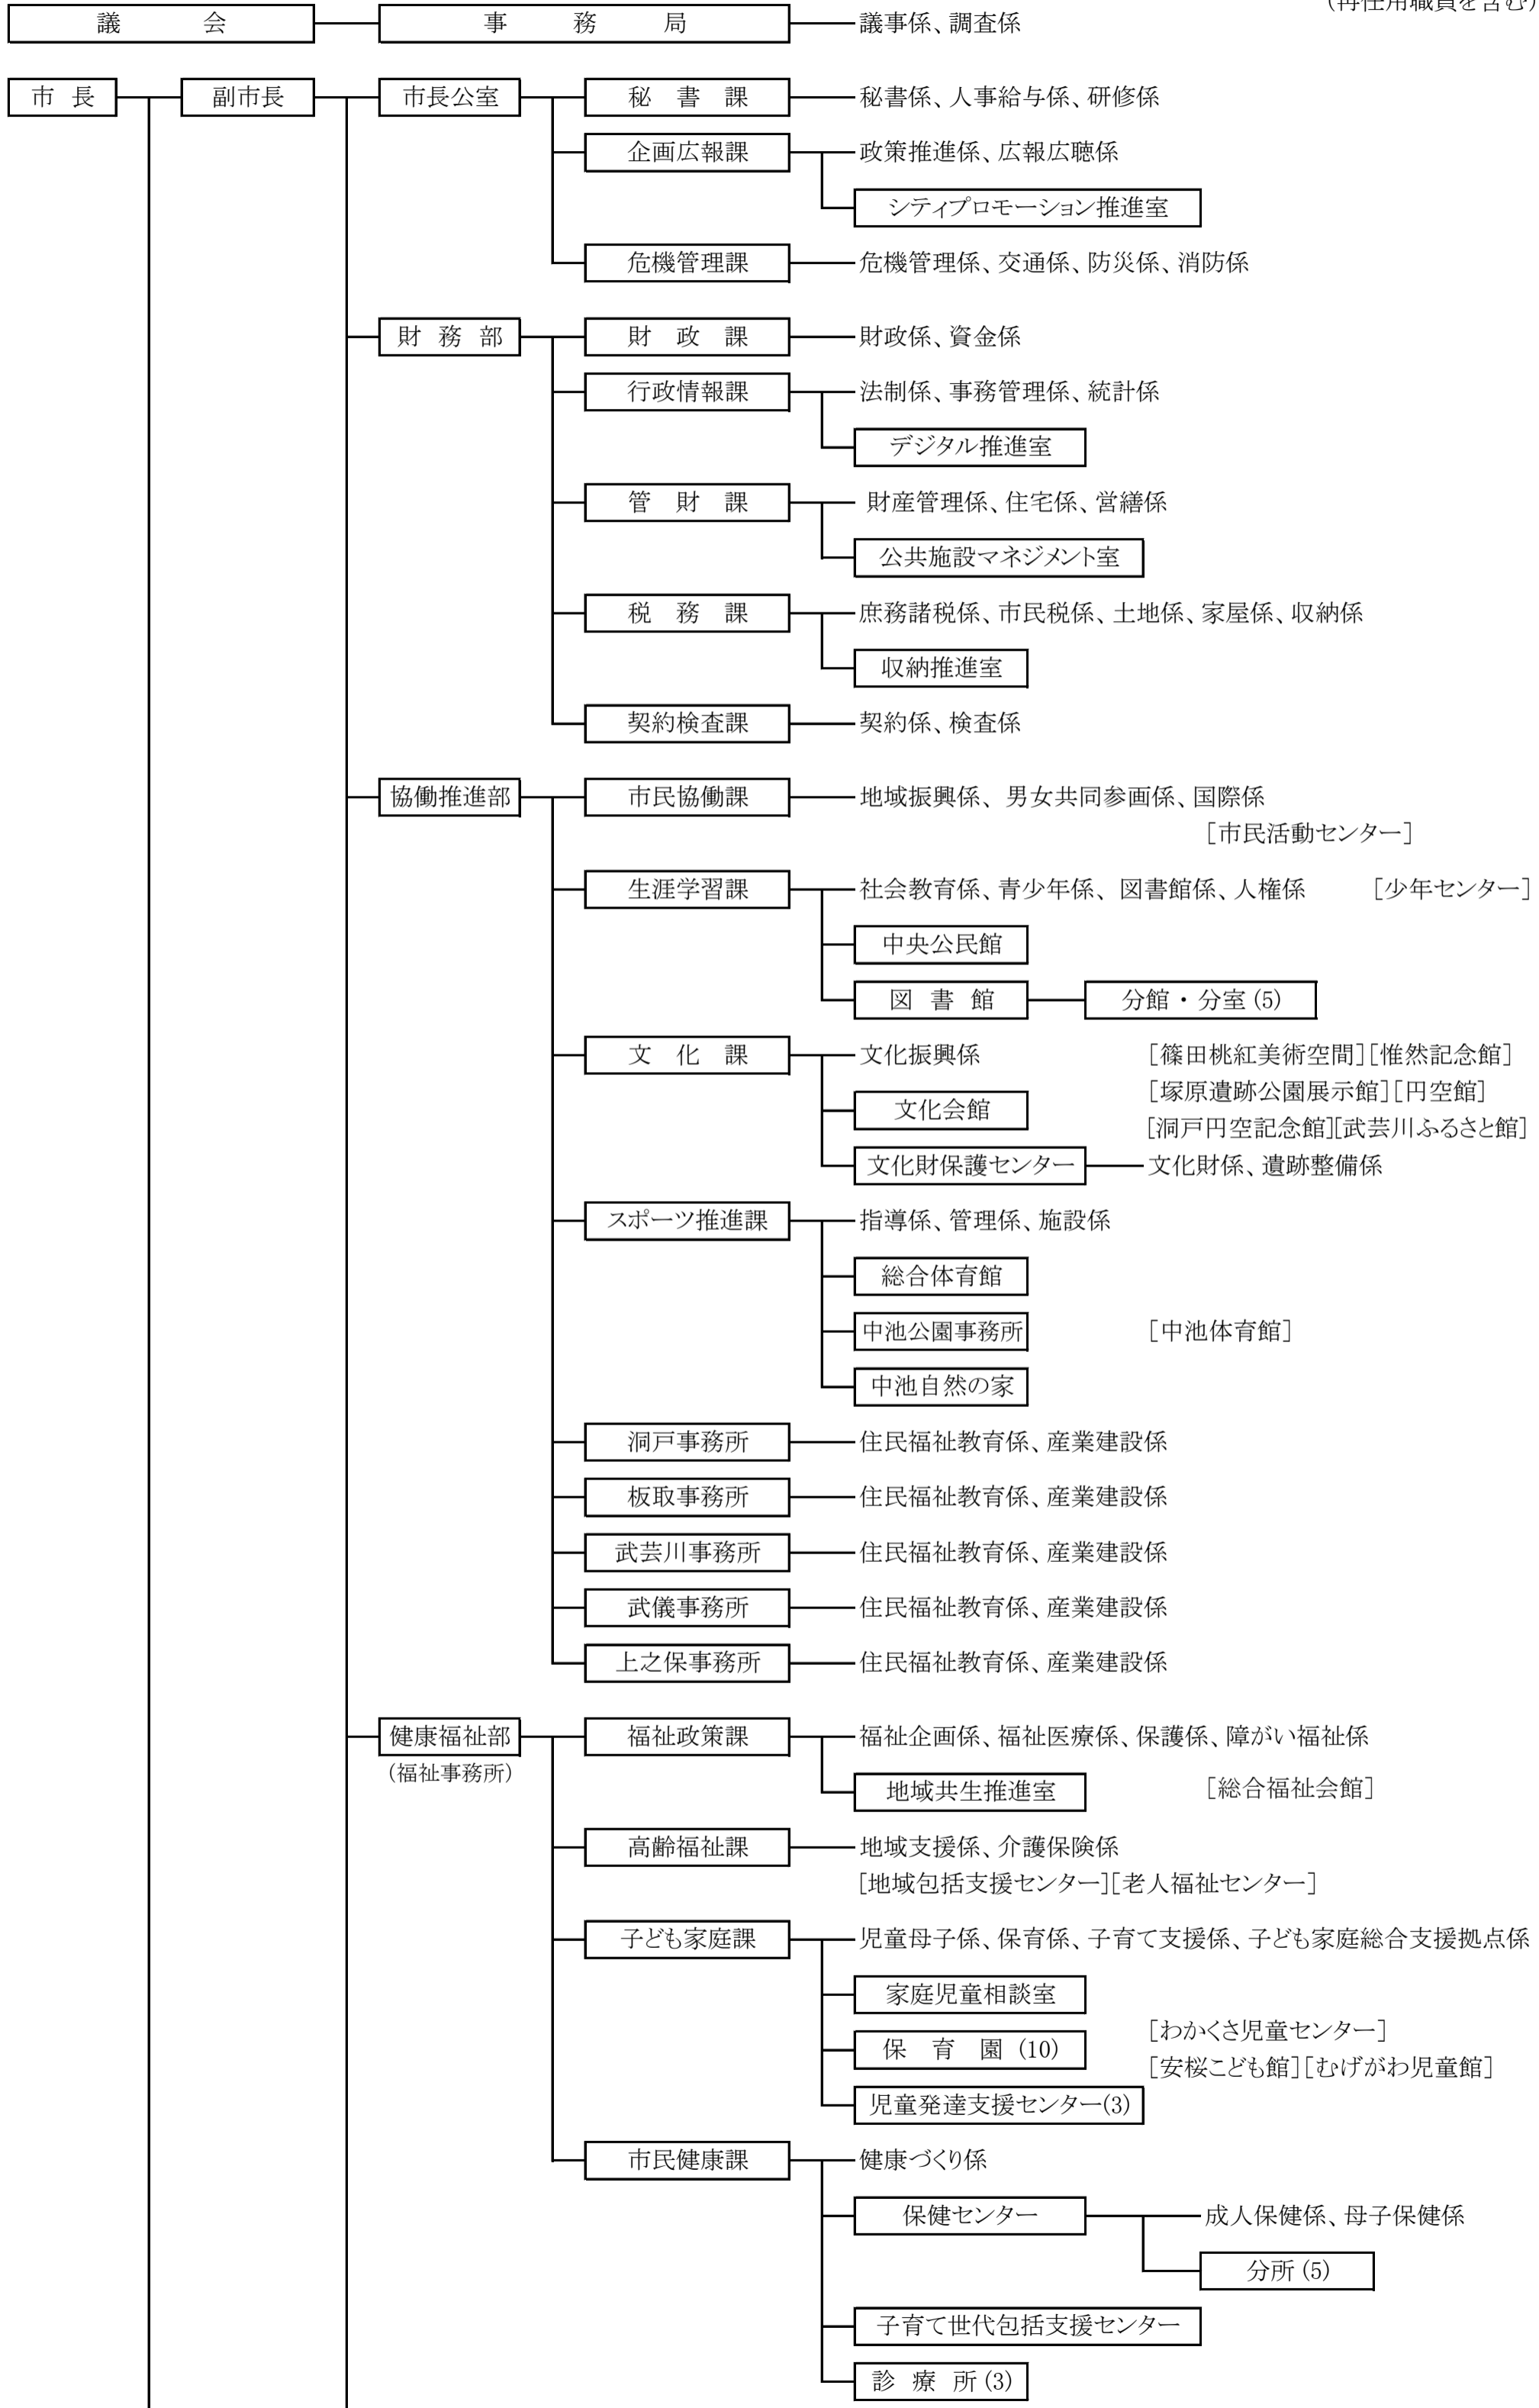 (再任用職員を含む)
議会 事務局 議事係、調査係
市長 副市長 市長公室 秘書課 秘書係、人事給与係、研修係
企画広報課 政策推進係、広報広聴係
シティプロモーション推進室
危機管理課 危機管理係、交通係、防災係、消防係
財務部 財政課 財政係、資金係
行政情報課 法制係、事務管理係、統計係
デジタル推進室
管財課 財産管理係、住宅係、営繕係
公共施設マネジメント室
税務課 庶務諸税係、市民税係、土地係、家屋係、収納係
収納推進室
契約検査課 契約係、検査係
協働推進部 市民協働課 地域振興係、男女共同参画係、国際係
[市民活動センター]
生涯学習課 社会教育係、青少年係、図書館係、人権係 [少年センター]
中央公民館
図書館 分館・分室(5)
文化課 文化振興係 [篠田桃紅美術空間][惟然記念館]
[塚原遺跡公園展示館][円空館]
文化会館
[洞戸円空記念館][武芸川ふるさと館]
文化財保護センター 文化財係、遺跡整備係
スポーツ推進課 指導係、管理係、施設係
総合体育館
中池公園事務所 [中池体育館]
中池自然の家
洞戸事務所 住民福祉教育係、産業建設係
板取事務所 住民福祉教育係、産業建設係
武芸川事務所 住民福祉教育係、産業建設係
武儀事務所 住民福祉教育係、産業建設係
上之保事務所 住民福祉教育係、産業建設係
健康福祉部 福祉政策課 福祉企画係、福祉医療係、保護係、障がい福祉係
(福祉事務所)
地域共生推進室 [総合福祉会館]
高齢福祉課 地域支援係、介護保険係
[地域包括支援センター][老人福祉センター]
子ども家庭課 児童母子係、保育係、子育て支援係、子ども家庭総合支援拠点係
家庭児童相談室
[わかくさ児童センター]
保育園(10)
[安桜こども館][むげがわ児童館]
児童発達支援センター(3)
市民健康課 健康づくり係
保健センター 成人保健係、母子保健係
分所(5)
子育て世代包括支援センター
診療所(3)